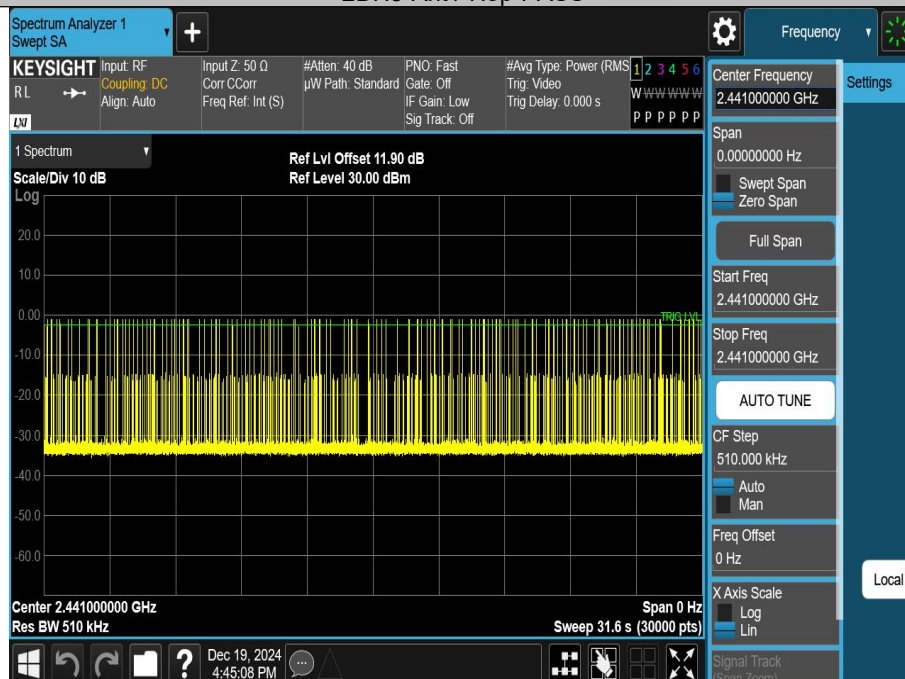 Spectrum Analyzer 1
Swept SA
+
Frequency
KEYSIGHT
RL
LXI
Input: RF
Coupling: DC
Align: Auto
Input Z: 50 Ω
Corr CCorr
Freq Ref: Int (S)
#Atten: 40 dB
µW Path: Standard
PNO: Fast
Gate: Off
IF Gain: Low
Sig Track: Off
#Avg Type: Power (RMS
Trig: Video
Trig Delay: 0.000 s
1 2 3 4 5 6
W W W W W W
P P P P P P
1 Spectrum
Scale/Div 10 dB
Log
Ref Lvl Offset 11.90 dB
Ref Level 30.00 dBm
20.0
10.0
0.00
TRIG LVL
-10.0
-20.0
-30.0
-40.0
-50.0
-60.0
Center 2.441000000 GHz
Res BW 510 kHz
Span 0 Hz
Sweep 31.6 s (30000 pts)
Center Frequency
2.441000000 GHz
Settings
Span
0.00000000 Hz
Swept Span
Zero Span
Full Span
Start Freq
2.441000000 GHz
Stop Freq
2.441000000 GHz
AUTO TUNE
CF Step
510.000 kHz
Auto
Man
Freq Offset
0 Hz
Local
X Axis Scale
Log
Lin
Signal Track
(Span Zoom)
?
Dec 19, 2024
4:45:08 PM